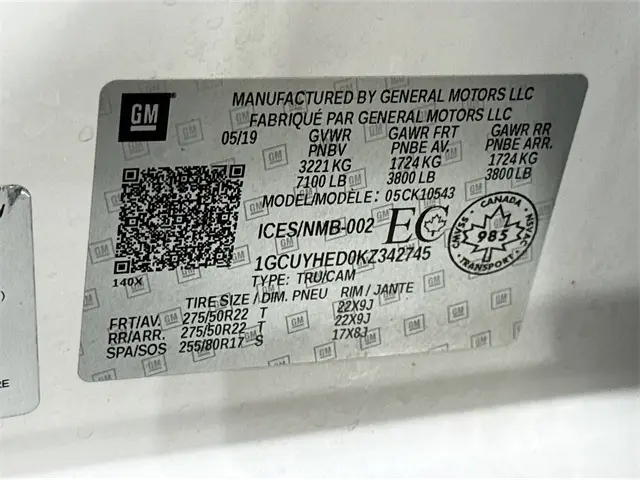 GM
MANUFACTURED BY GENERAL MOTORS LLC
FABRIQUÉ PAR GENERAL MOTORS LLC
05/19 GVWR GAWR FRT GAWR RR
PNBV PNBE AV. PNBE ARR.
3221 KG 1724 KG 1724 KG
7100 LB 3800 LB 3800 LB
MODEL/MODÈLE: 05CK10543
ICES/NMB-002 EC
CANADA
NSVAC 985 SVNAC
TRANSPORT
1GCUYHED0KZ342745
140X
TYPE: TRU/CAM
TIRE SIZE / DIM. PNEU RIM / JANTE
FRT/AV. 275/50R22 T 22X9J
RR/ARR. 275/50R22 T 22X9J
SPA/SOS 255/80R17 S 17X8J